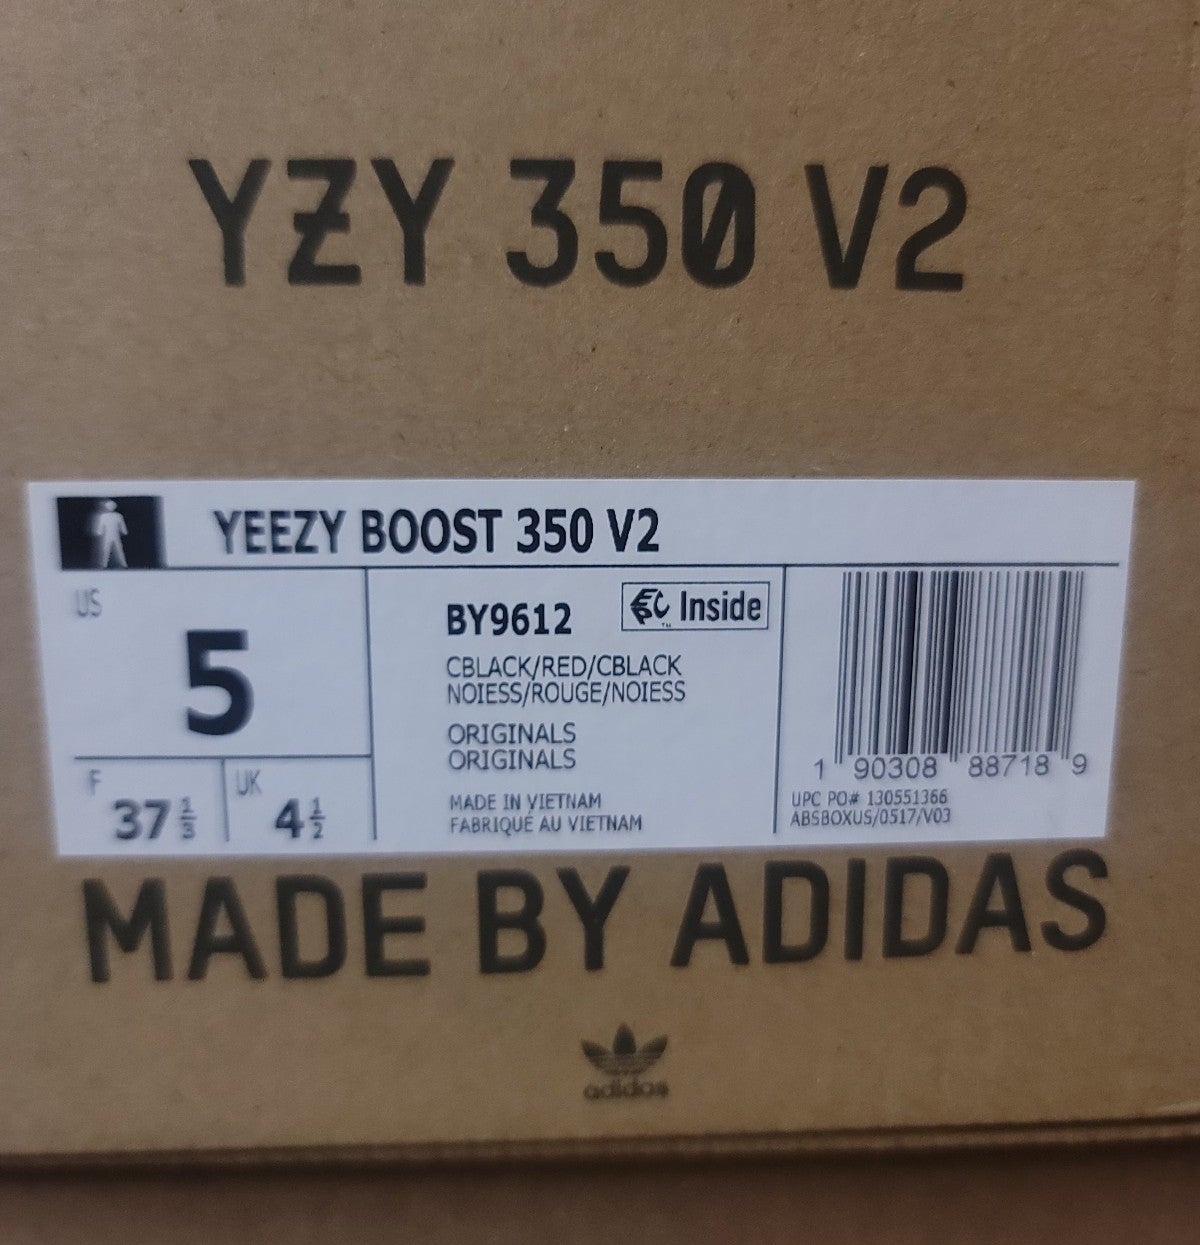 YZY 350 V2
YEEZY BOOST 350 V2
US
5
F
37 1/3
UK
4 1/2
BY9612
EPC Inside
™
CBLACK/RED/CBLACK
NOIESS/ROUGE/NOIESS
ORIGINALS
ORIGINALS
MADE IN VIETNAM
FABRIQUÉ AU VIETNAM
1 90308 88718 9
UPC PO# 130551366
ABSBOXUS/0517/V03
MADE BY ADIDAS
adidas